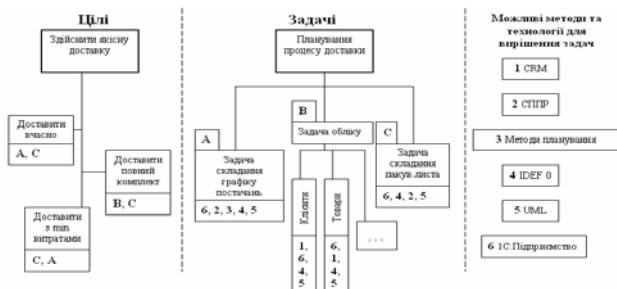 Цілі
Здійснити якісну
доставку
Доставити
вчасно
А, С
Доставити
повний
комплект
В, С
Доставити
з min
витратами
С, А
Задачі
Планування
процесу доставки
А
Задача
складання
графіку
постачань
6, 2, 3, 4, 5
В
Задача обліку
Клієнти
1,
6,
4,
5
Товари
6,
1,
4,
5
. . .
С
Задача
складання
пакув.листа
6, 4, 2, 5
Можливі методи та
технології для
вирішення задач
1 CRM
2 СППР
3 Методи планування
4 IDEF 0
5 UML
6 1С:Підприємство